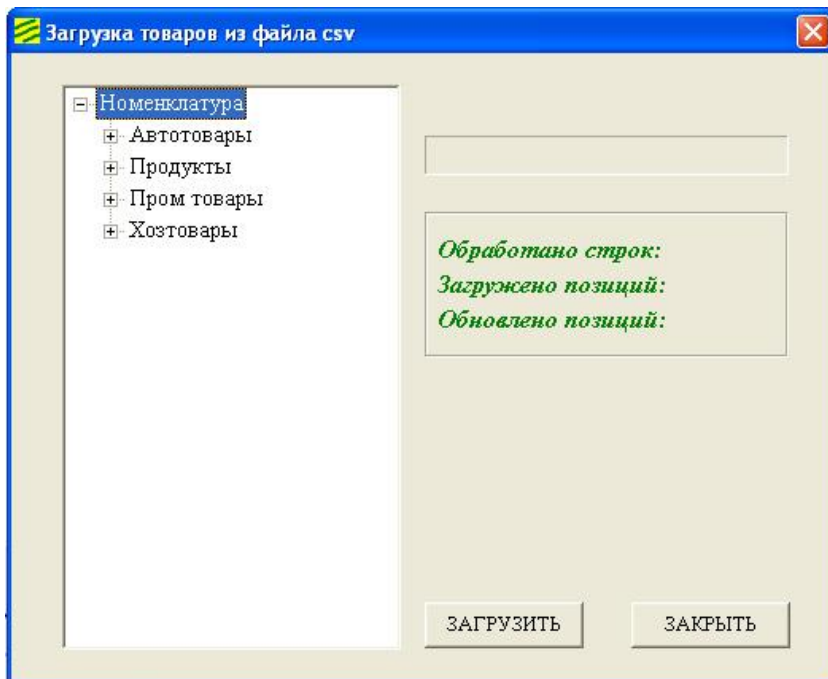 Загрузка товаров из файла csv
Номенклатура
Автотовары
Продукты
Пром товары
Хозтовары
Обработано строк:
Загружено позиций:
Обновлено позиций:
ЗАГРУЗИТЬ
ЗАКРЫТЬ